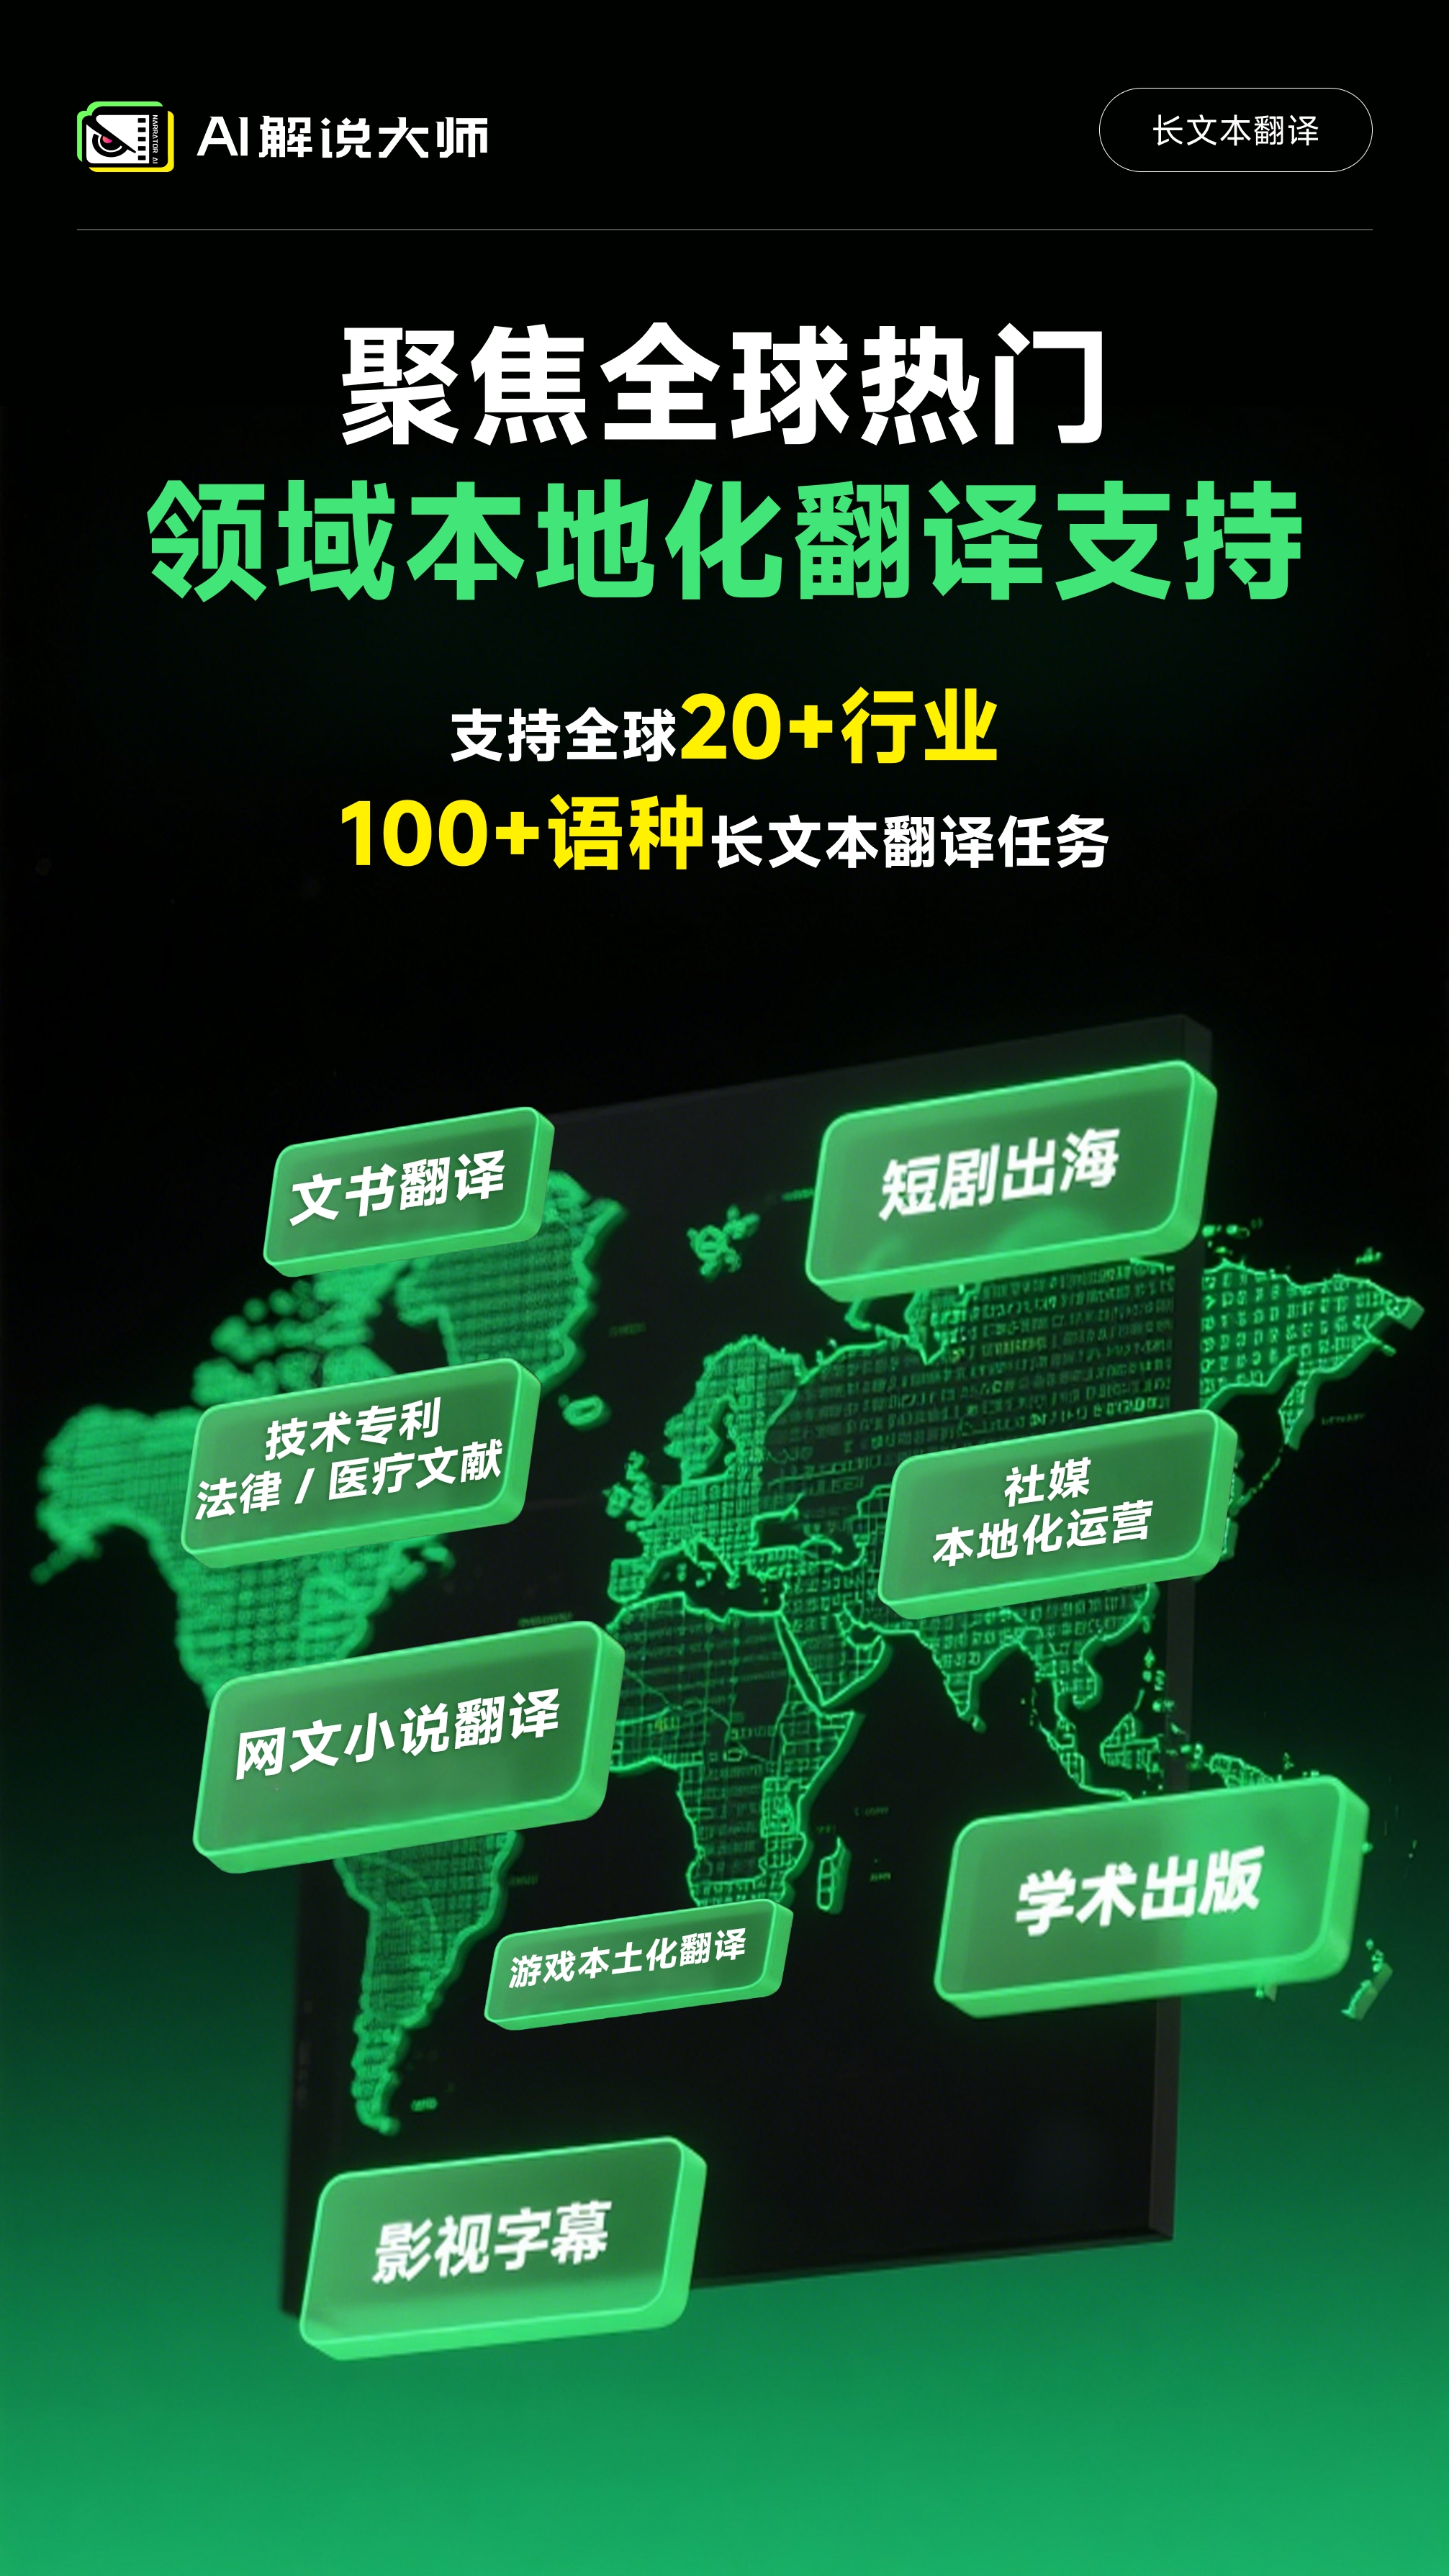 NARRATOR AI
AI解说大师
长文本翻译
聚焦全球热门
领域本地化翻译支持
支持全球20+行业
100+语种长文本翻译任务
文书翻译
短剧出海
技术专利
法律 / 医疗文献
社媒
本地化运营
网文小说翻译
学术出版
游戏本土化翻译
影视字幕